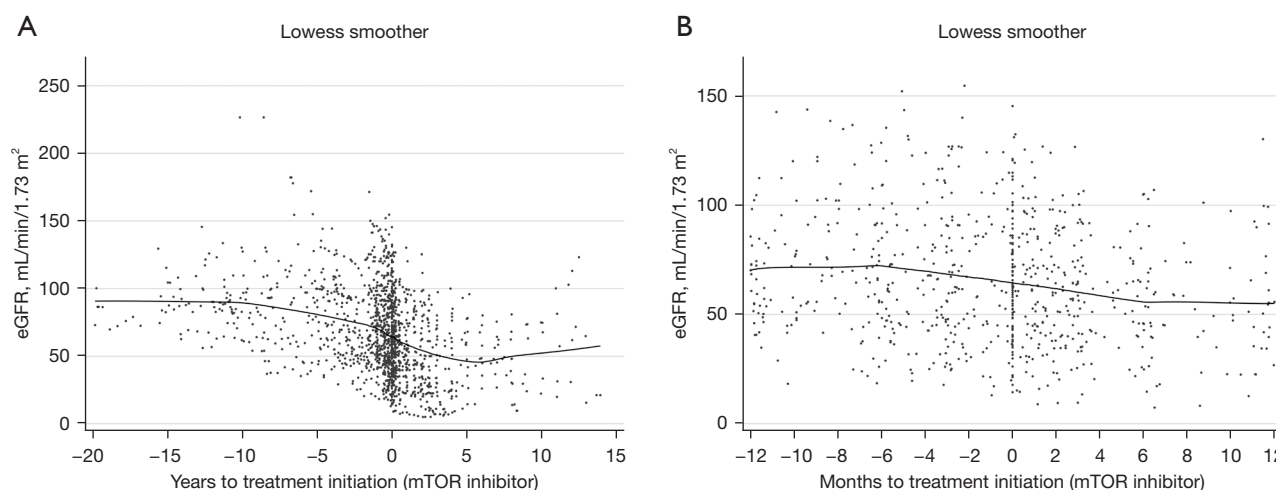 A
Lowess smoother
eGFR, mL/min/1.73 m²
250
200
150
100
50
0
−20 −15 −10 −5 0 5 10 15
Years to treatment initiation (mTOR inhibitor)
B
Lowess smoother
eGFR, mL/min/1.73 m²
150
100
50
0
−12 −10 −8 −6 −4 −2 0 2 4 6 8 10 12
Months to treatment initiation (mTOR inhibitor)